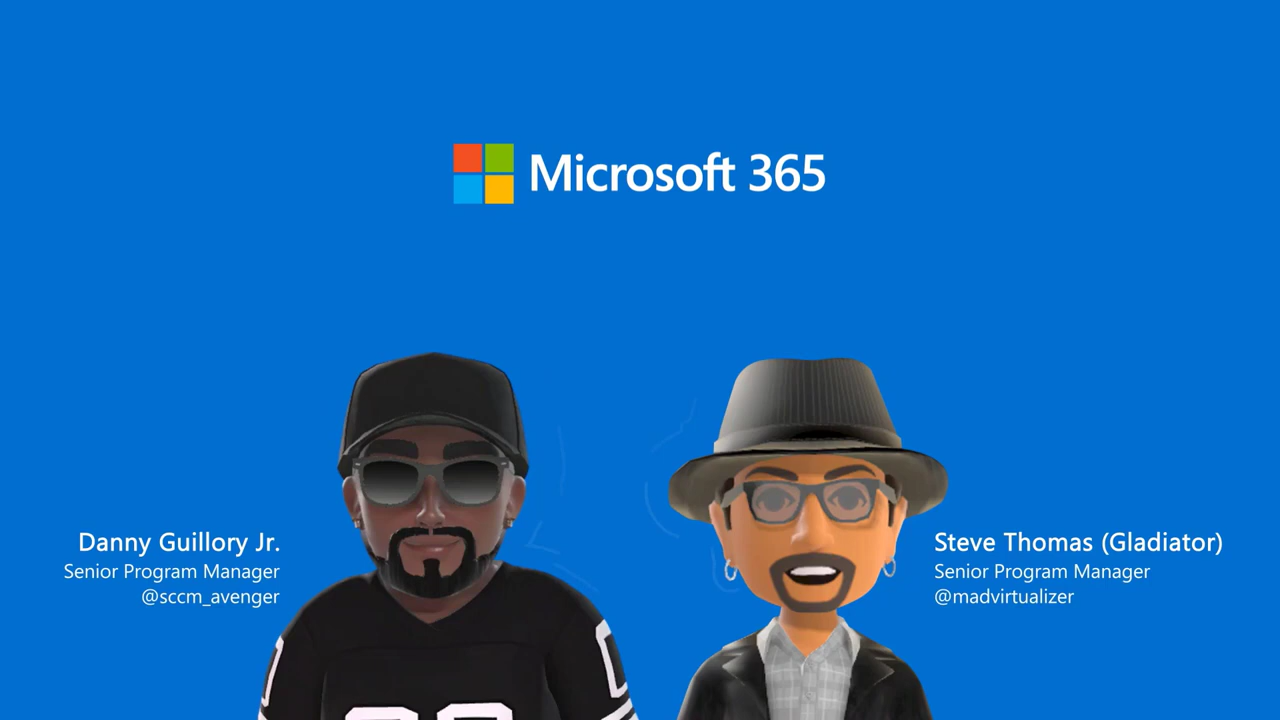 Microsoft 365
Danny Guillory Jr.
Senior Program Manager
@sccm_avenger
Steve Thomas (Gladiator)
Senior Program Manager
@madvirtualizer